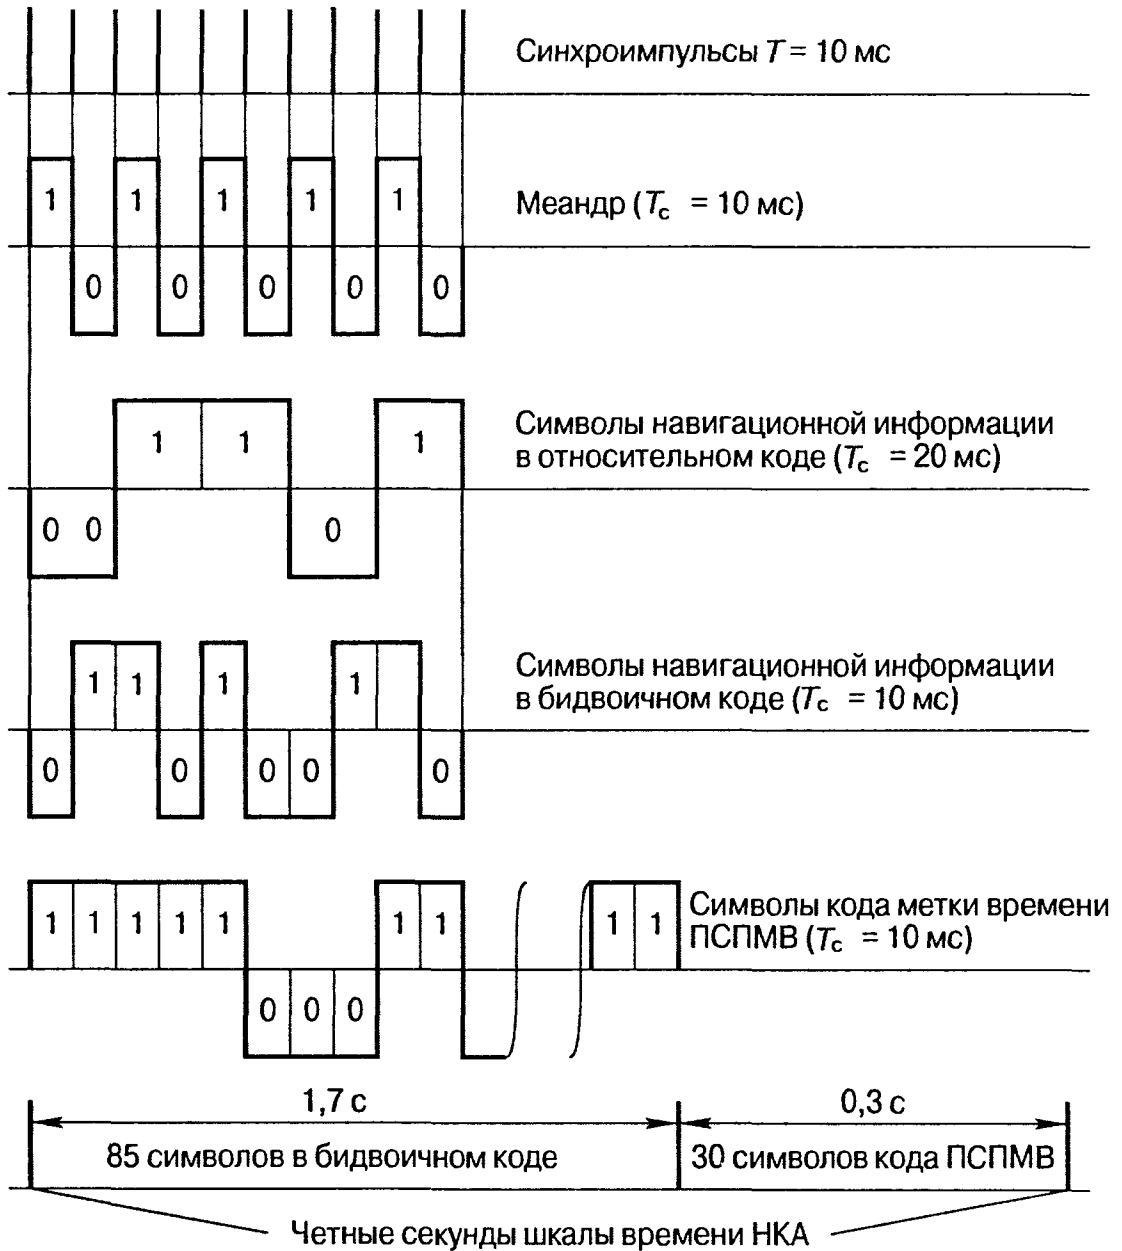 Синхроимпульсы T = 10 мс
1 1 1 1 1
Меандр (Tс = 10 мс)
0 0 0 0 0
Символы навигационной информации
в относительном коде (Tс = 20 мс)
1 1 1
0 0 0
Символы навигационной информации
в бидвоичном коде (Tс = 10 мс)
1 1 1 1
0 0 0 0 0
Символы кода метки времени
ПСПМВ (Tс = 10 мс)
1 1 1 1 1 1 1 1 1
0 0 0
1,7 с 0,3 с
85 символов в бидвоичном коде 30 символов кода ПСПМВ
Четные секунды шкалы времени НКА